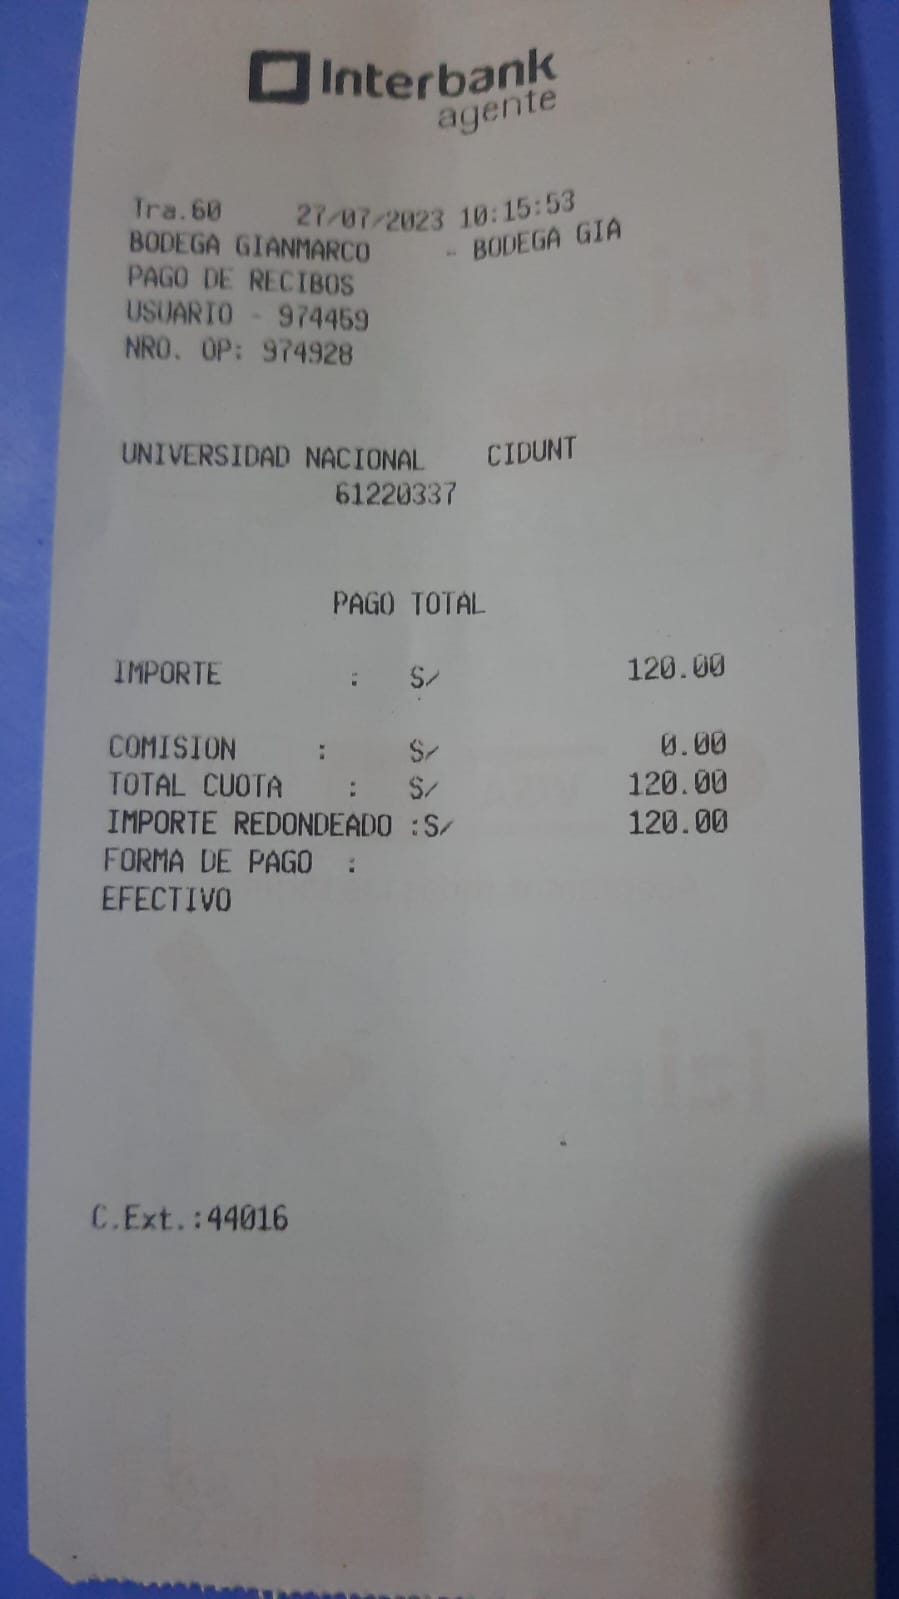 Interbank
agente
Tra.60 27/07/2023 10:15:53
BODEGA GIANMARCO - BODEGA GIA
PAGO DE RECIBOS
USUARIO - 974459
NRO. OP: 974928
UNIVERSIDAD NACIONAL CIDUNT
61220337
PAGO TOTAL
IMPORTE : S/ 120.00
COMISION : S/ 0.00
TOTAL CUOTA : S/ 120.00
IMPORTE REDONDEADO :S/ 120.00
FORMA DE PAGO :
EFECTIVO
C.Ext.:44016